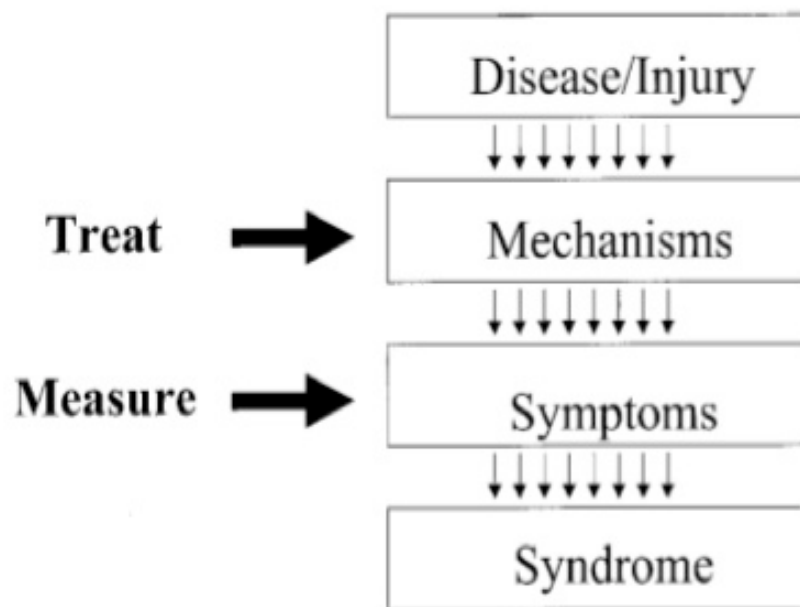 Disease/Injury
Treat
Mechanisms
Measure
Symptoms
Syndrome